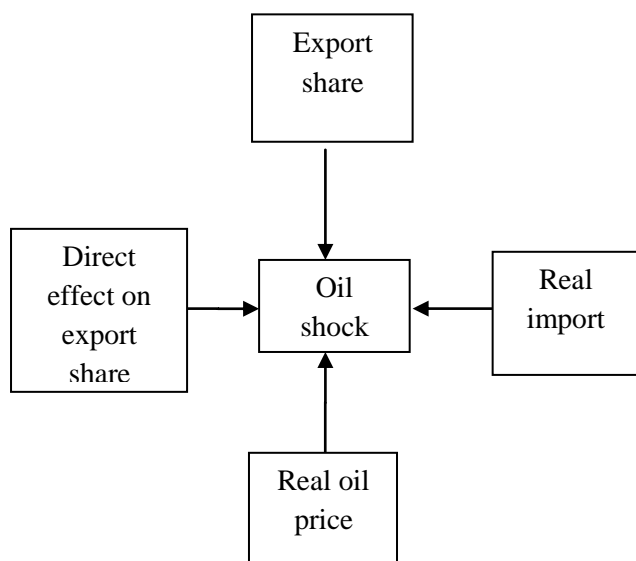 Export
share
Direct
effect on
export
share
Oil
shock
Real
import
Real oil
price